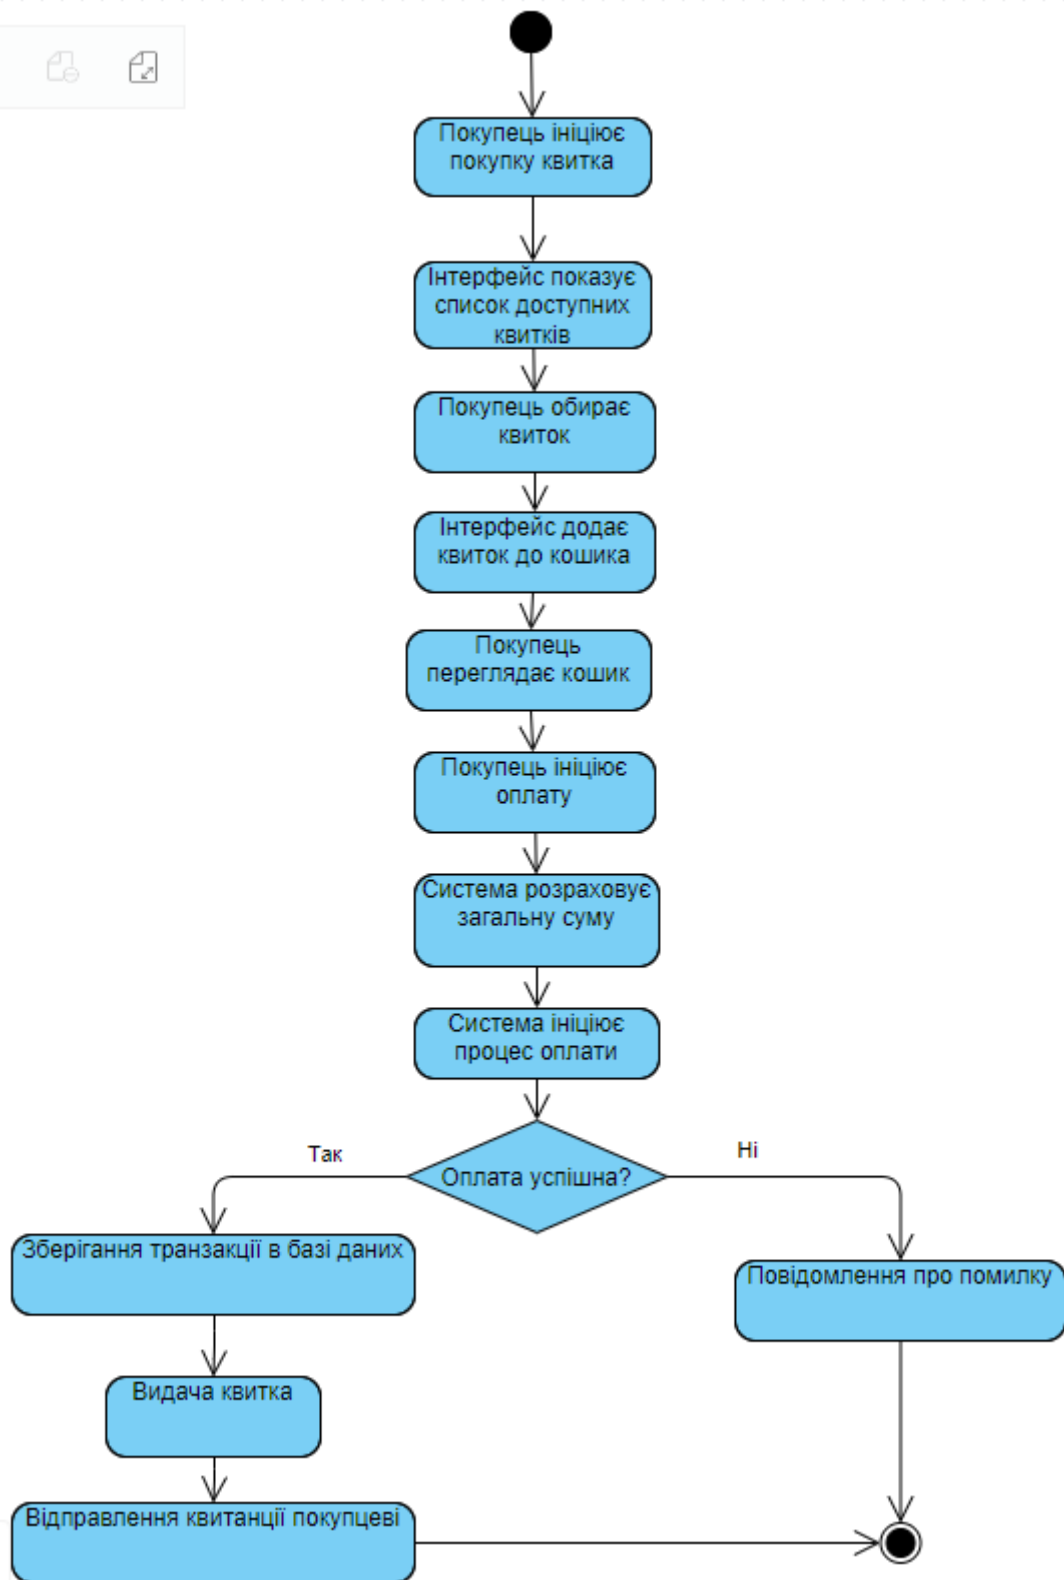 Покупець ініціює
покупку квитка
Інтерфейс показує
список доступних
квитків
Покупець обирає
квиток
Інтерфейс додає
квиток до кошика
Покупець
переглядає кошик
Покупець ініціює
оплату
Система розраховує
загальну суму
Система ініціює
процес оплати
Оплата успішна?
Так
Ні
Зберігання транзакції в базі даних
Повідомлення про помилку
Видача квитка
Відправлення квитанції покупцеві